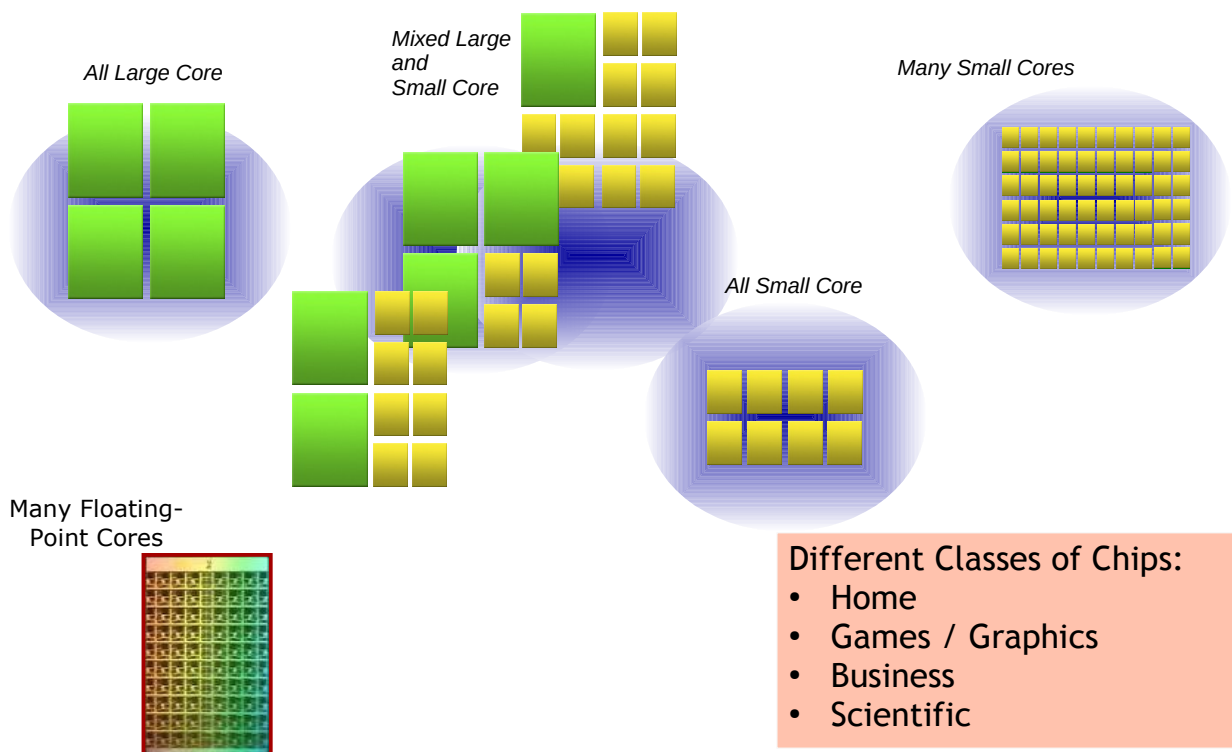 All Large Core
Mixed Large
and
Small Core
Many Small Cores
All Small Core
Many Floating-
Point Cores
Different Classes of Chips:
• Home
• Games / Graphics
• Business
• Scientific